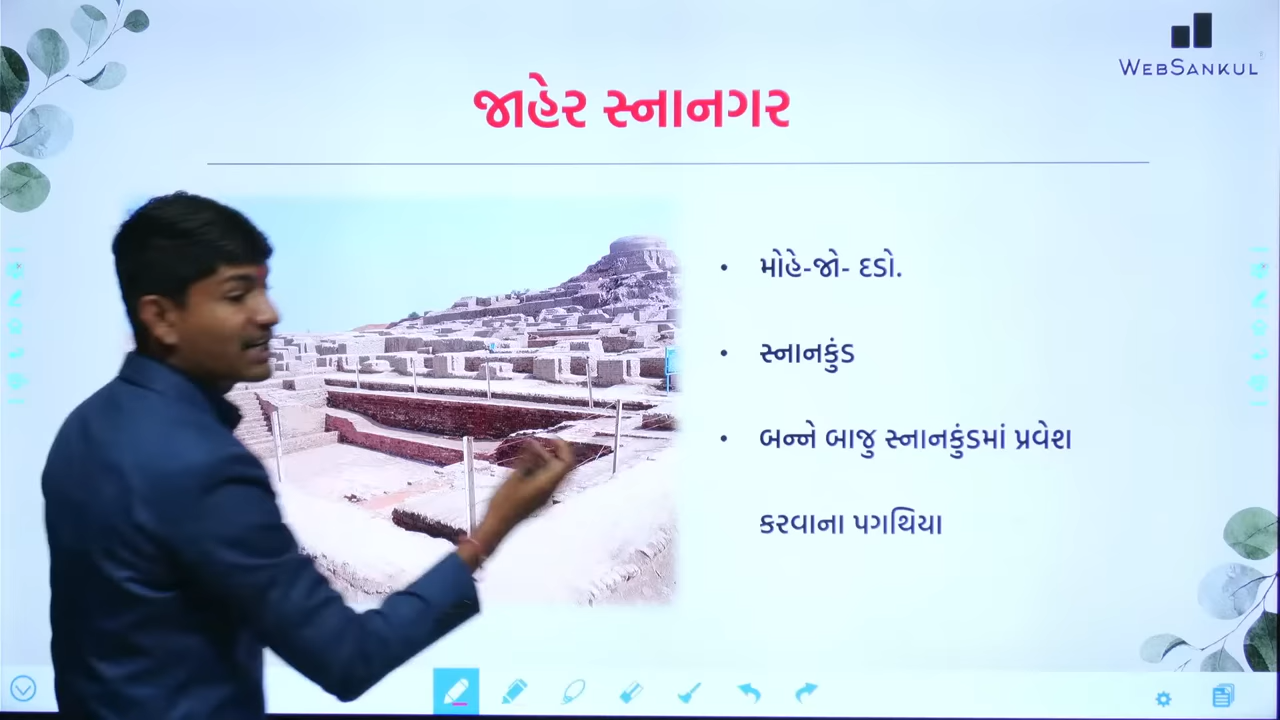 WEBSANKUL
જાહેર સ્નાનગર
• મોહે-જો- દડો.
• સ્નાનકુંડ
• બન્ને બાજુ સ્નાનકુંડમાં પ્રવેશ
કરવાના પગથિયા